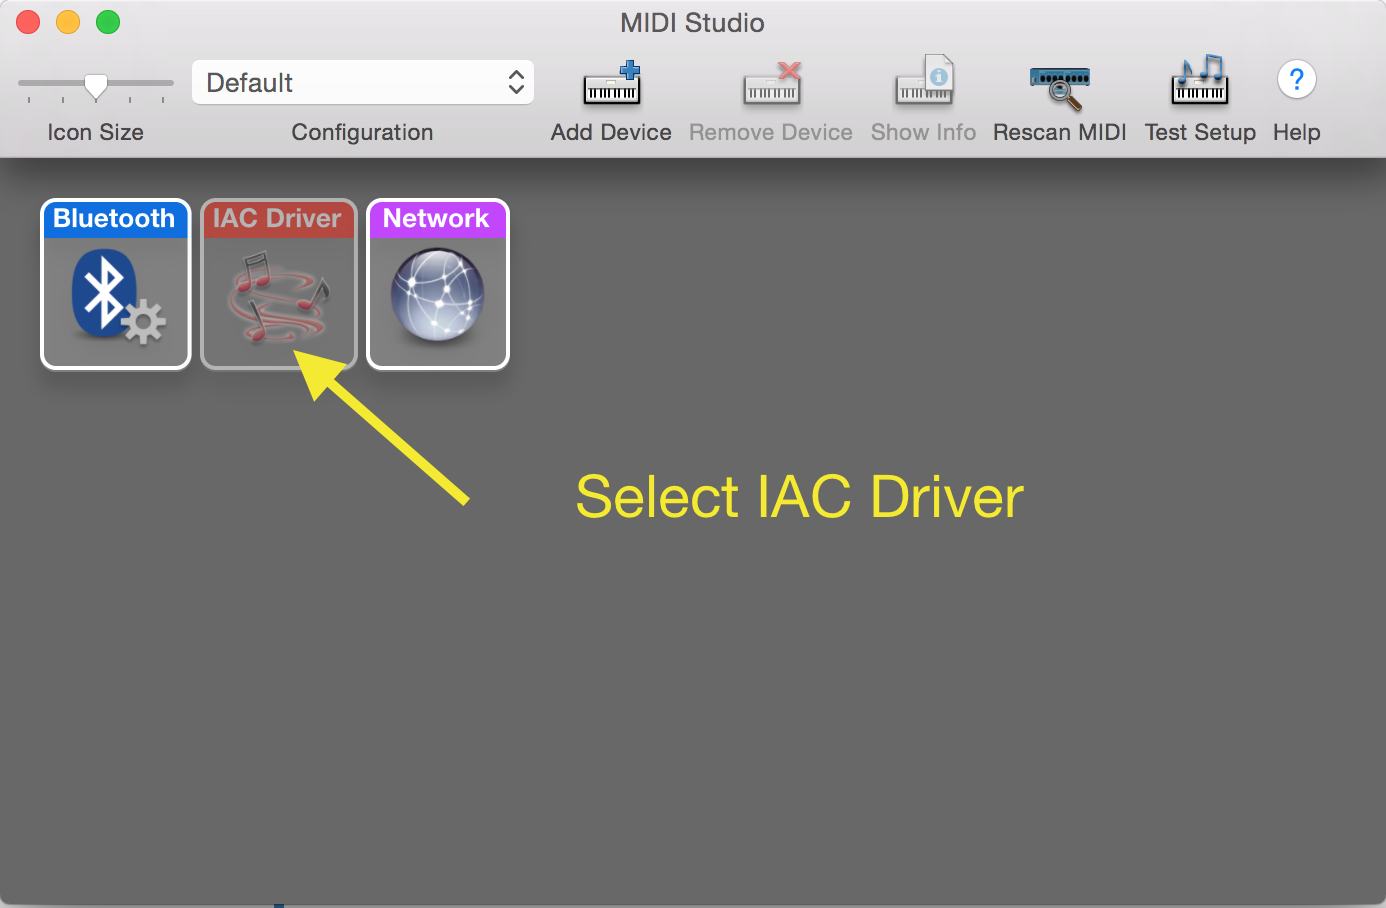 MIDI Studio
Default
Icon Size
Configuration
Add Device
Remove Device
Show Info
Rescan MIDI
Test Setup
?
Help
Bluetooth
IAC Driver
Network
Select IAC Driver